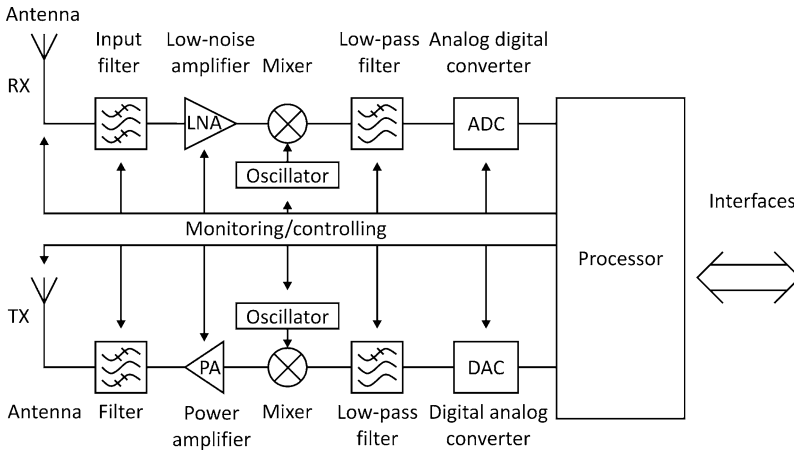 Antenna
Input
filter
Low-noise
amplifier
Mixer
Low-pass
filter
Analog digital
converter
RX
LNA
ADC
Oscillator
Monitoring/controlling
Processor
Interfaces
TX
Oscillator
PA
DAC
Antenna
Filter
Power
amplifier
Mixer
Low-pass
filter
Digital analog
converter